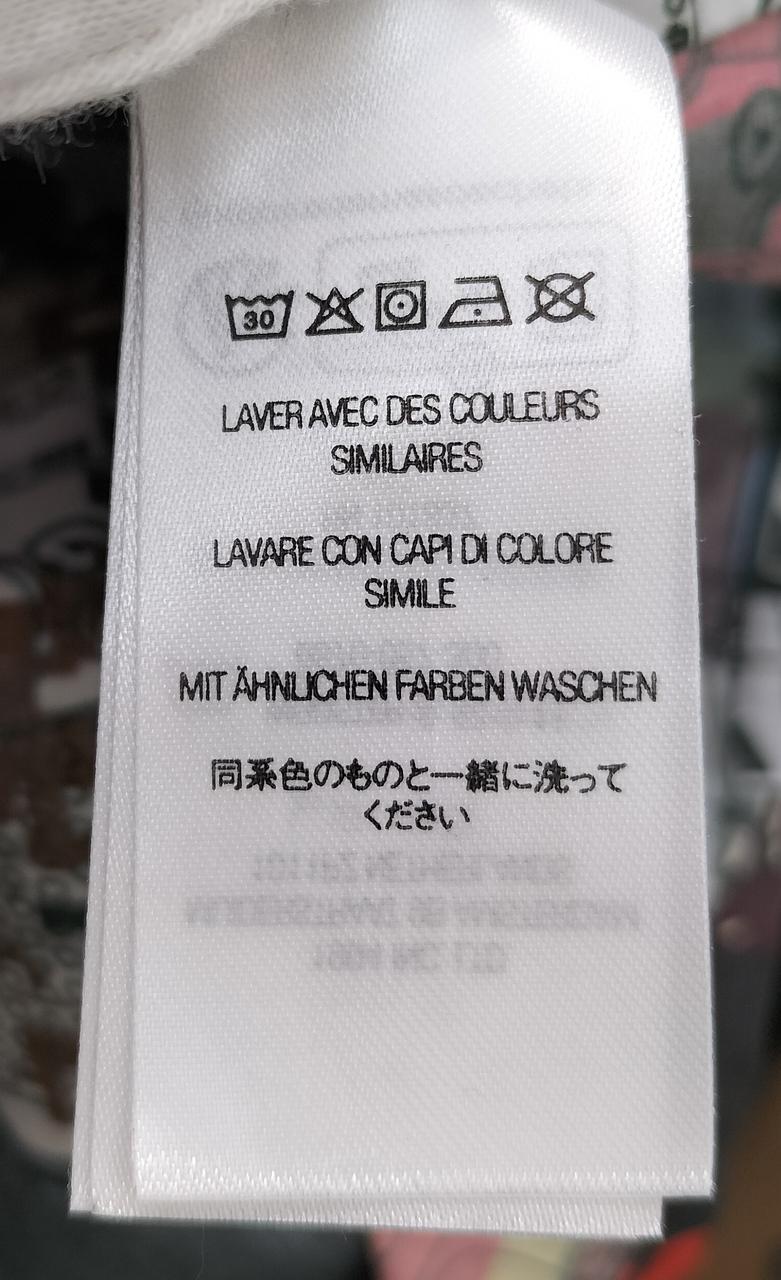 30
LAVER AVEC DES COULEURS
SIMILAIRES
LAVARE CON CAPI DI COLORE
SIMILE
MIT ÄHNLICHEN FARBEN WASCHEN
同系色のものと一緒に洗って
ください